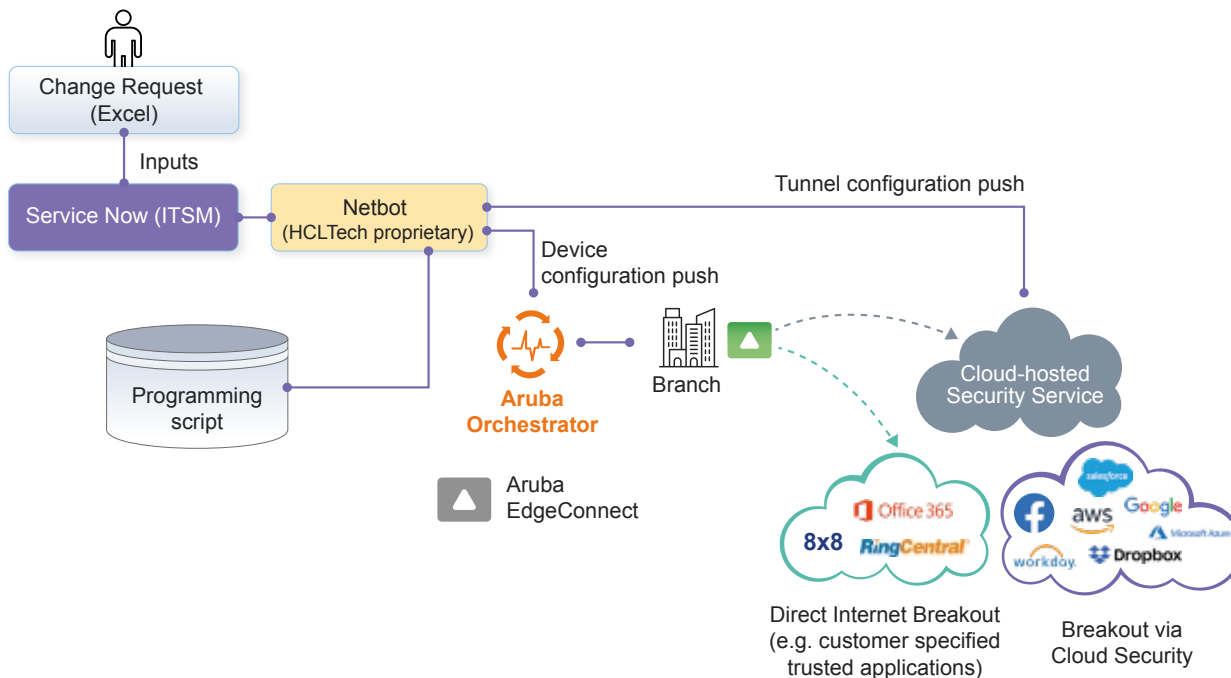 Change Request
(Excel)
Inputs
Service Now (ITSM)
Netbot
(HCLTech proprietary)
Tunnel configuration push
Device
configuration push
Programming
script
Aruba
Orchestrator
Branch
Cloud-hosted
Security Service
Aruba
EdgeConnect
Office 365
8x8
RingCentral
salesforce
aws
Google
Microsoft Azure
workday.
Dropbox
Direct Internet Breakout
(e.g. customer specified
trusted applications)
Breakout via
Cloud Security